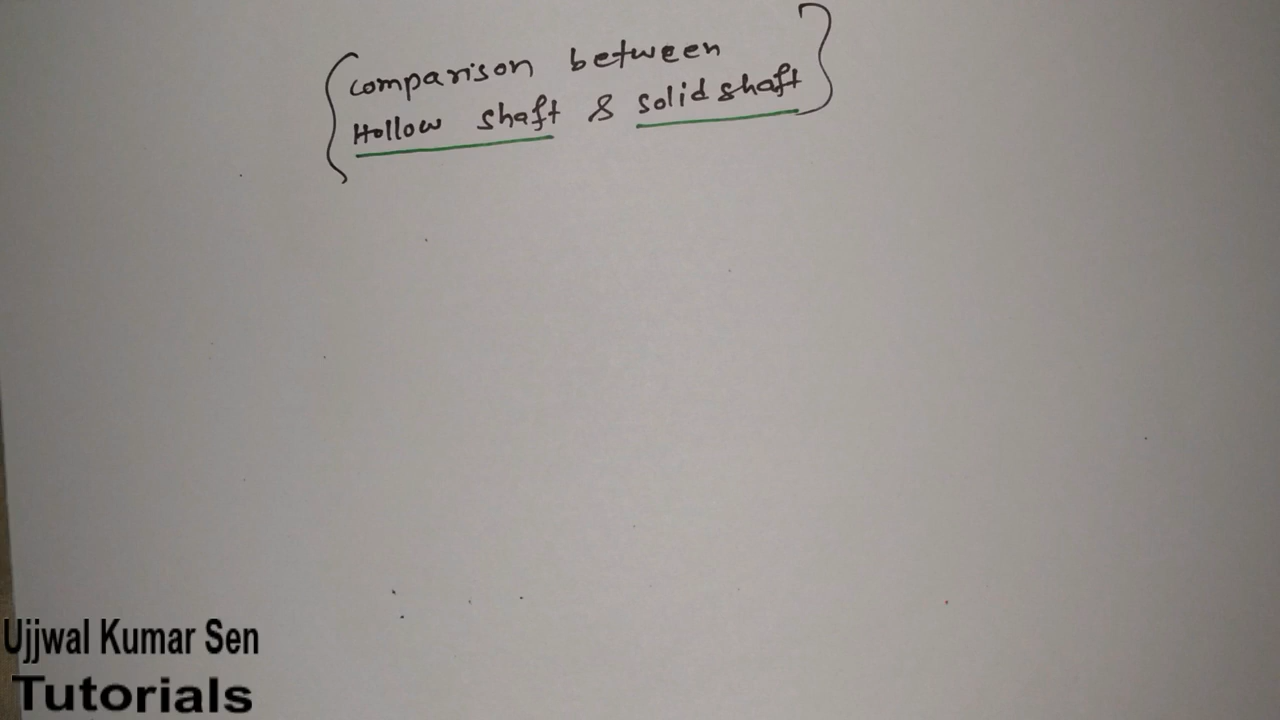 Comparison between
Hollow shaft & solid shaft
Ujjwal Kumar Sen
Tutorials